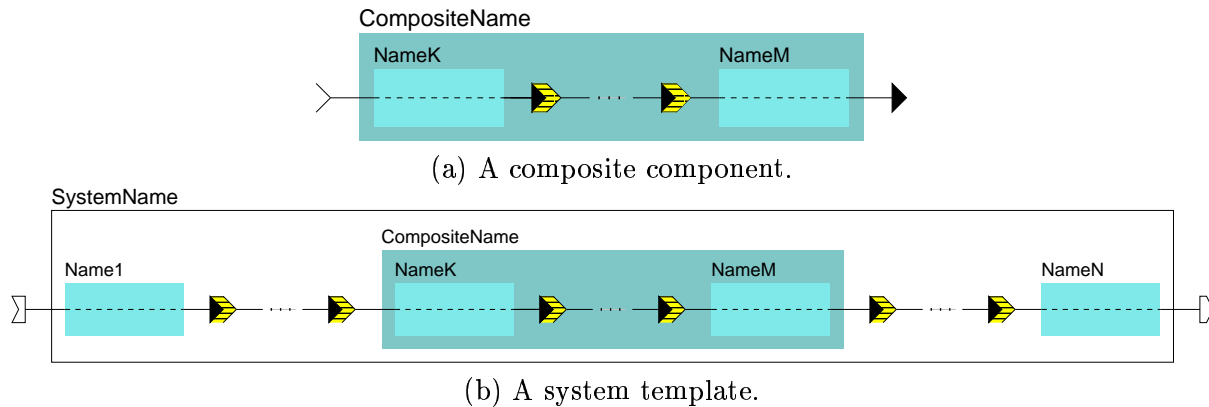 CompositeName
NameK NameM
...
(a) A composite component.
SystemName
CompositeName
Name1 NameK NameM NameN
... ... ...
(b) A system template.